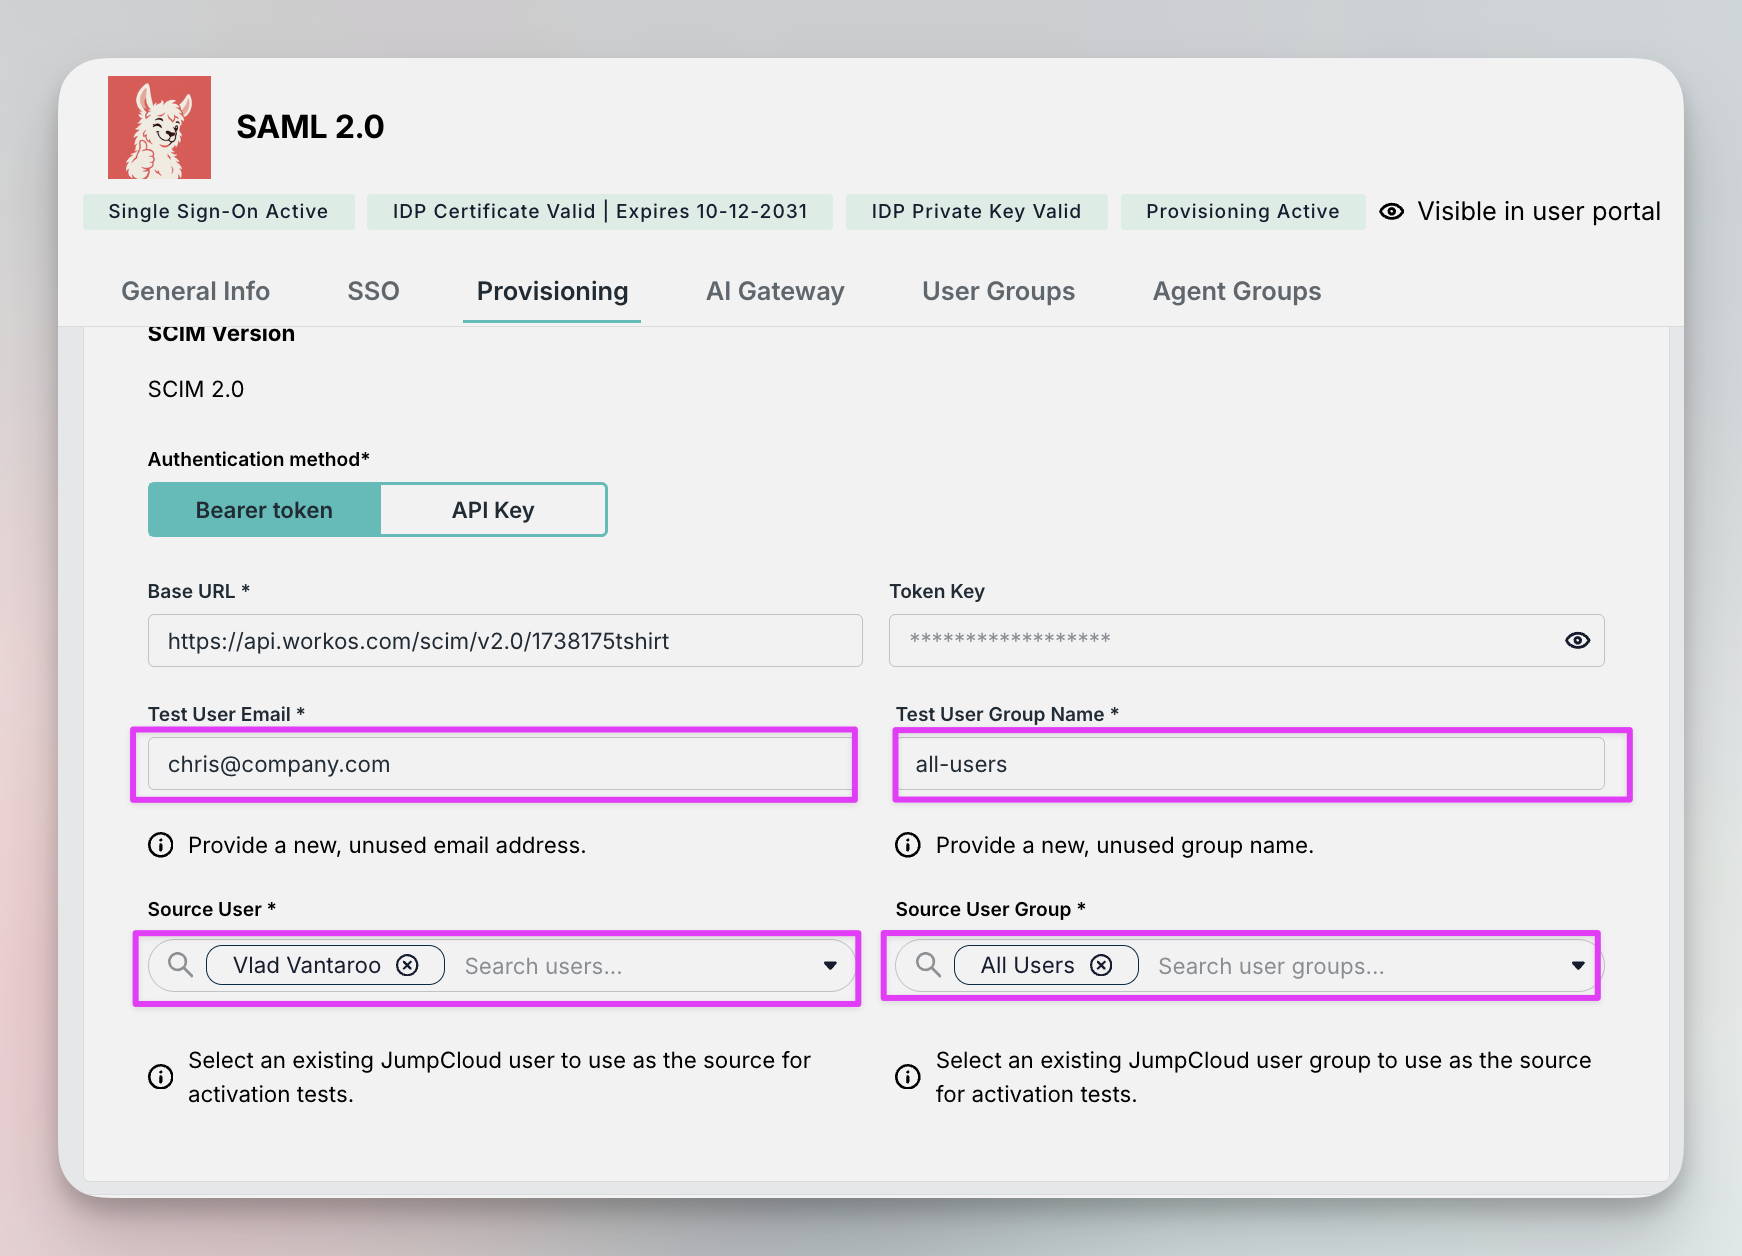 SAML 2.0
Single Sign-On Active
IDP Certificate Valid | Expires 10-12-2031
IDP Private Key Valid
Provisioning Active
Visible in user portal
General Info
SSO
Provisioning
AI Gateway
User Groups
Agent Groups
SCIM Version
SCIM 2.0
Authentication method*
Bearer token
API Key
Base URL *
Token Key
https://api.workos.com/scim/v2.0/1738175tshirt
******************
Test User Email *
Test User Group Name *
chris@company.com
all-users
Provide a new, unused email address.
Provide a new, unused group name.
Source User *
Source User Group *
Vlad Vantaroo
Search users...
All Users
Search user groups...
Select an existing JumpCloud user to use as the source for
activation tests.
Select an existing JumpCloud user group to use as the source
for activation tests.